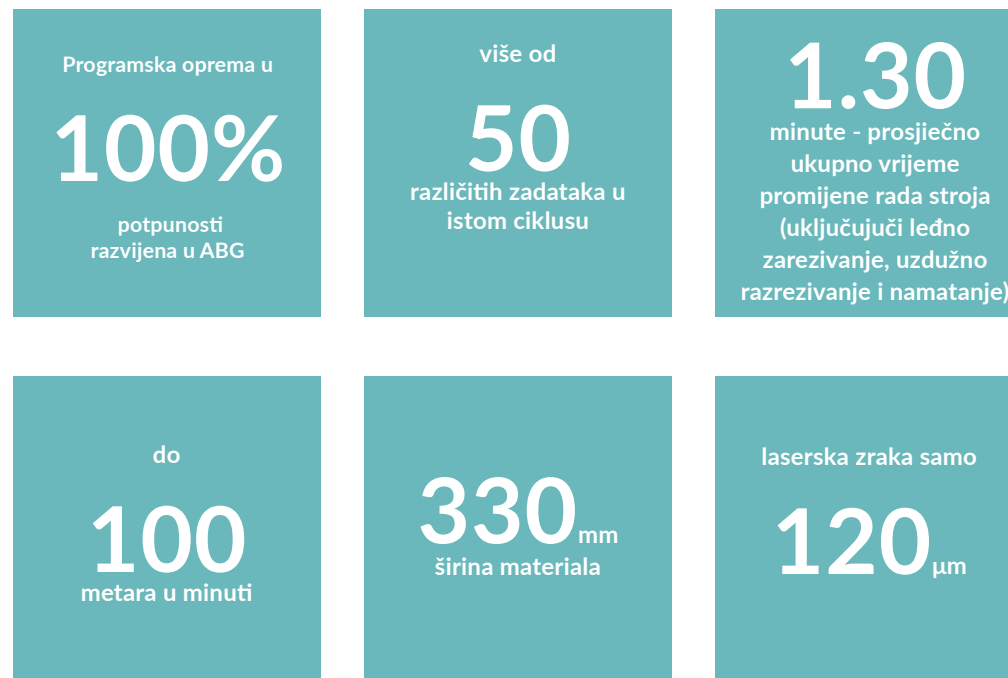 Programska oprema u
100%
potpunosti
razvijena u ABG
više od
50
različitih zadataka u
istom ciklusu
1.30
minute - prosječno
ukupno vrijeme
promijene rada stroja
(uključujuči leđno
zarezivanje, uzdužno
razrezivanje i namatanje)
do
100
metara u minuti
330mm
širina materiala
laserska zraka samo
120µm